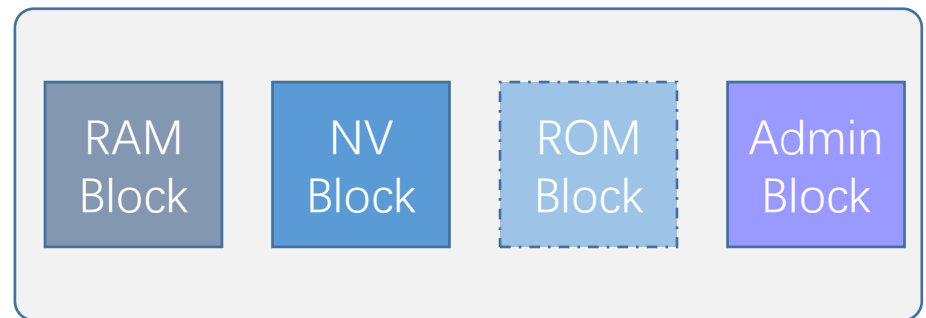 RAM
Block
NV
Block
ROM
Block
Admin
Block